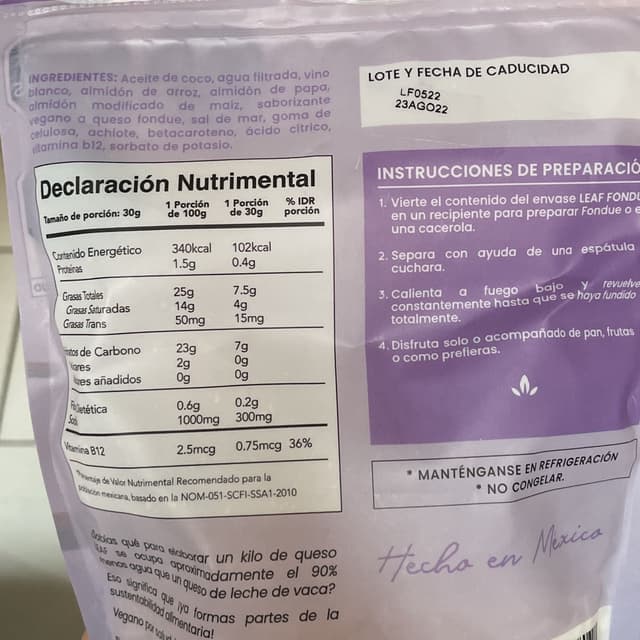 INGREDIENTES: Aceite de coco, agua filtrada, vino
blanco, almidón de arroz, almidón de papa,
almidón modificado de maíz, saborizante
vegano a queso fondue, sal de mar, goma de
celulosa, achiote, betacaroteno, ácido cítrico,
vitamina b12, sorbato de potasio.
Declaración Nutrimental
Tamaño de porción: 30g 1 Porción de 100g 1 Porción de 30g % IDR porción
Contenido Energético 340kcal 102kcal
Proteínas 1.5g 0.4g
Grasas Totales 25g 7.5g
Grasas Saturadas 14g 4g
Grasas Trans 50mg 15mg
de Carbono 23g 7g
2g 0g
añadidos 0g 0g
Dietética 0.6g 0.2g
1000mg 300mg
Vitamina B12 2.5mcg 0.75mcg 36%
de Valor Nutrimental Recomendado para la
población mexicana, basado en la NOM-051-SCFI-SSA1-2010
¿Sabías qué para elaborar un kilo de queso
LEAF se ocupa aproximadamente el 90%
menos agua que un queso de leche de vaca?
Eso significa que ¡ya formas parte de la
sustentabilidad alimentaria!
Vegano por
LOTE Y FECHA DE CADUCIDAD
LF0522
23AGO22
INSTRUCCIONES DE PREPARACIÓ
1. Vierte el contenido del envase LEAF FONDU
en un recipiente para preparar Fondue o e
una cacerola.
2. Separa con ayuda de una espátula
cuchara.
3. Calienta a fuego bajo y revuelve
constantemente hasta que se haya fundido
totalmente.
4. Disfruta solo o acompañado de pan, frutas
o como prefieras.
* MANTÉNGANSE EN REFRIGERACIÓN
* NO CONGELAR.
Hecho en México